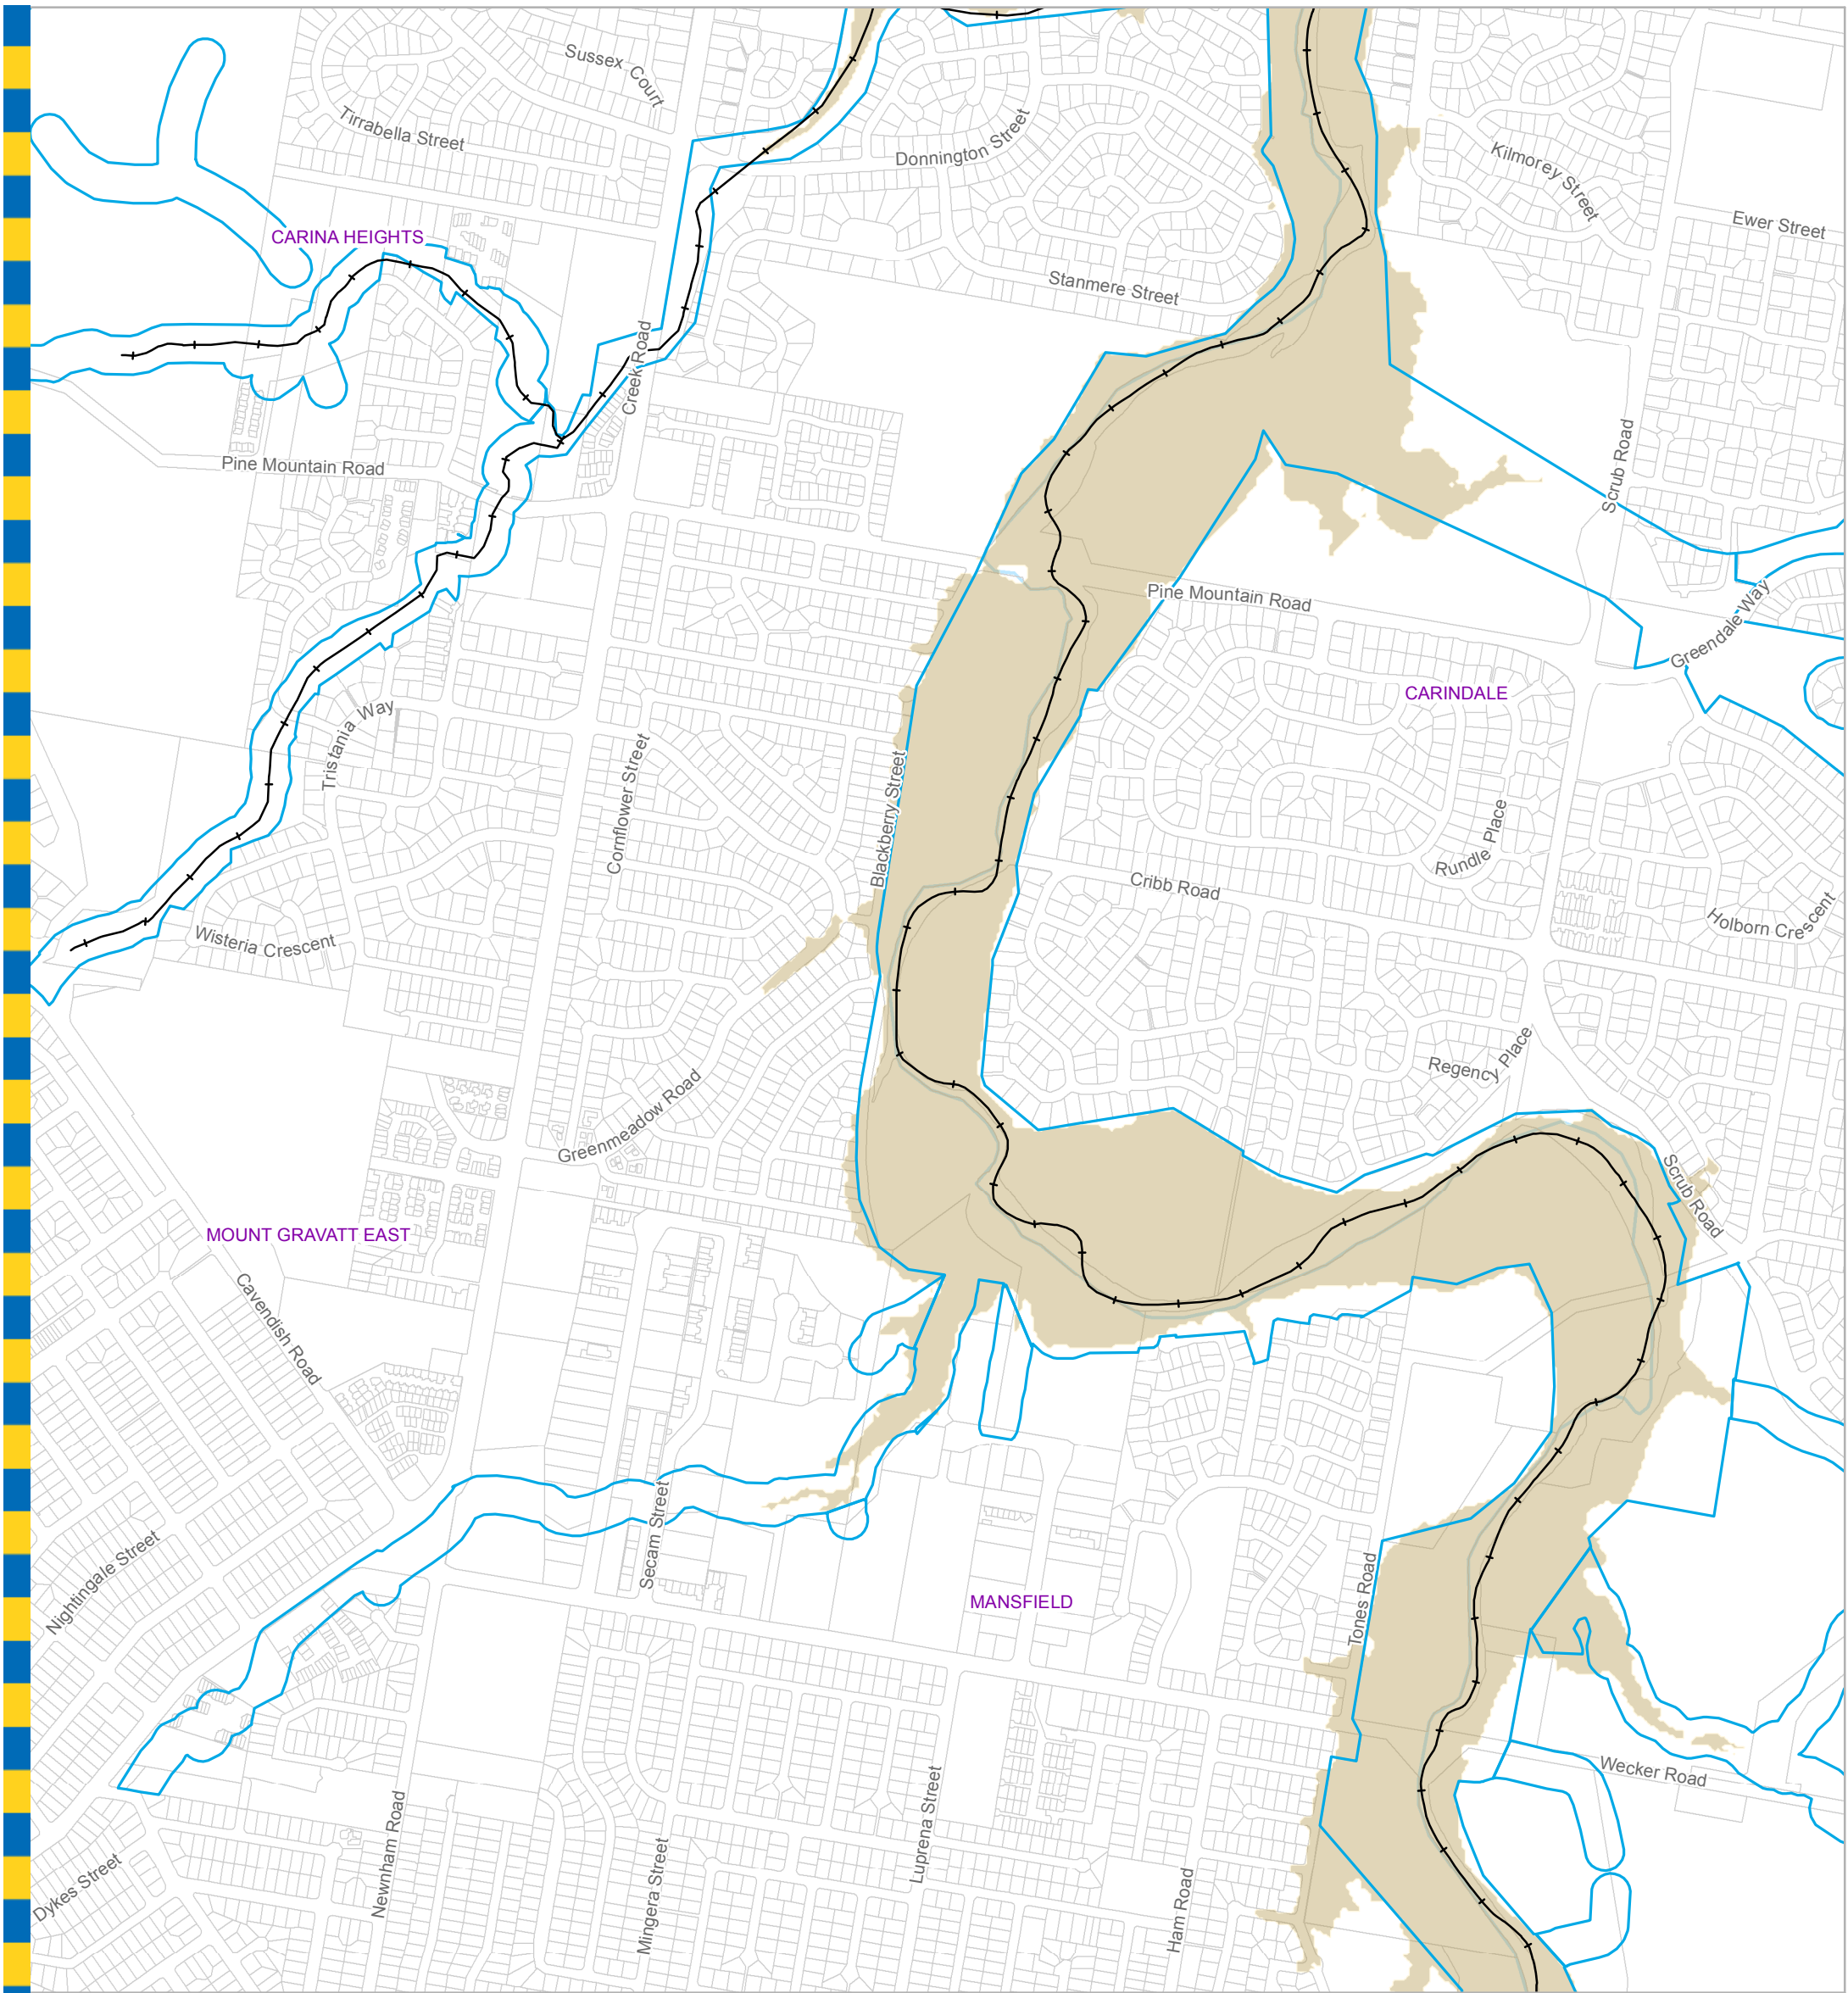 Sussex Court
Tirrabella Street
Donnington Street
Kilmorey Street
Ewer Street
CARINA HEIGHTS
Stanmere Street
Creek Road
Scrub Road
Pine Mountain Road
Pine Mountain Road
Greendale Way
CARINDALE
Tristania Way
Cornflower Street
Blackberry Street
Rundle Place
Cribb Road
Holborn Crescent
Wisteria Crescent
Regency Place
Greenmeadow Road
Scrub Road
MOUNT GRAVATT EAST
Cavendish Road
Secam Street
Nightingale Street
MANSFIELD
Tones Road
Wecker Road
Luprena Street
Newnham Road
Mingera Street
Ham Road
Dykes Street